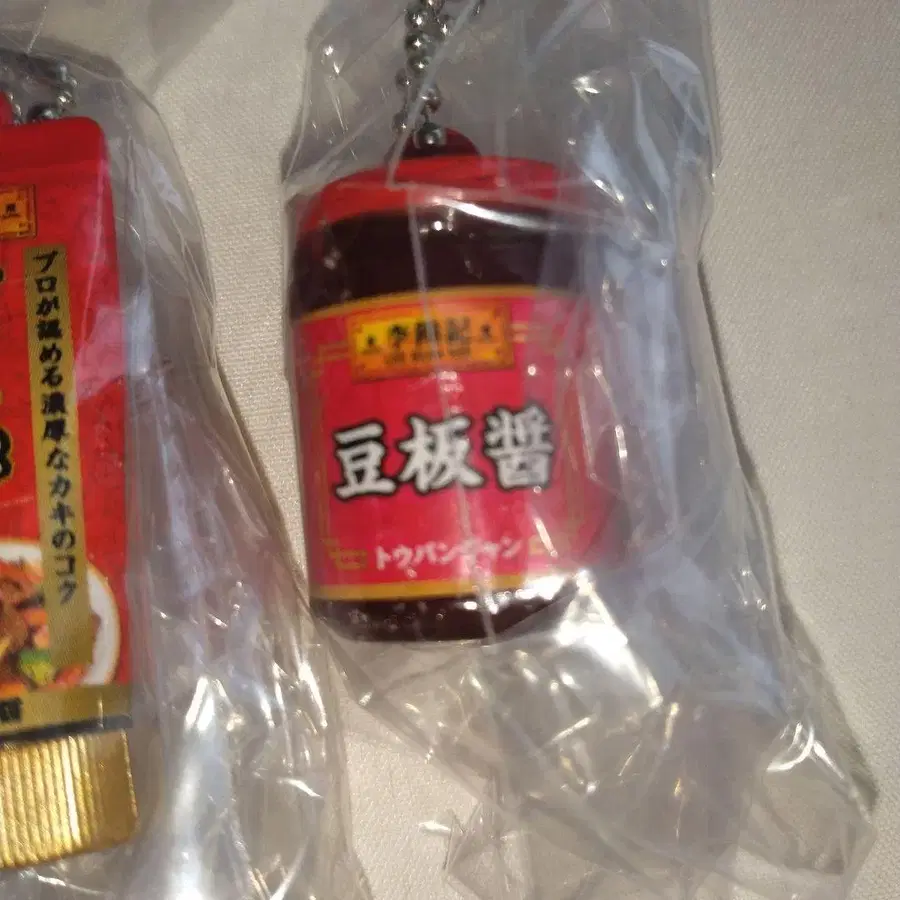 プロが認める濃厚なカキのコク
李錦記
豆板醤
トウバンジャン